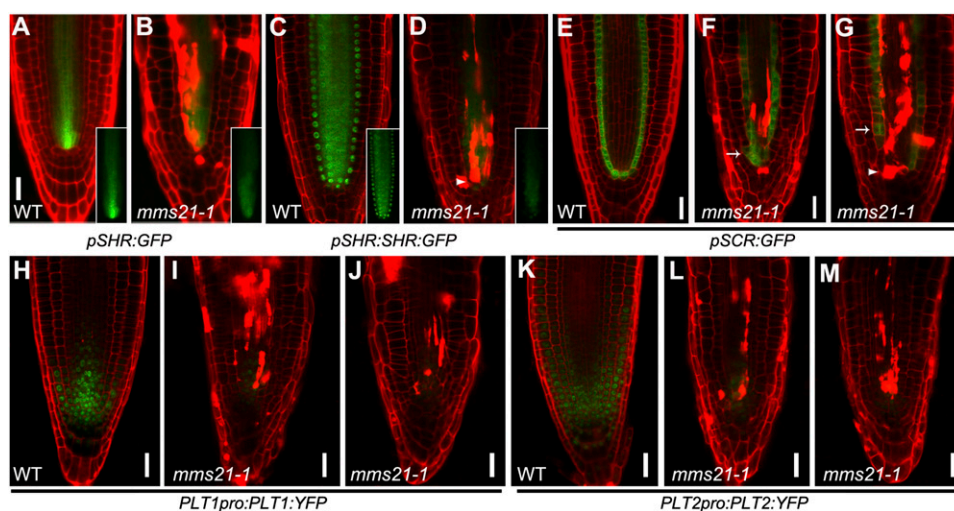 A B C D E F G
WT mms21-1 WT mms21-1 WT mms21-1 mms21-1
pSHR:GFP pSHR:SHR:GFP pSCR:GFP
H I J K L M
WT mms21-1 mms21-1 WT mms21-1 mms21-1
PLT1pro:PLT1:YFP PLT2pro:PLT2:YFP